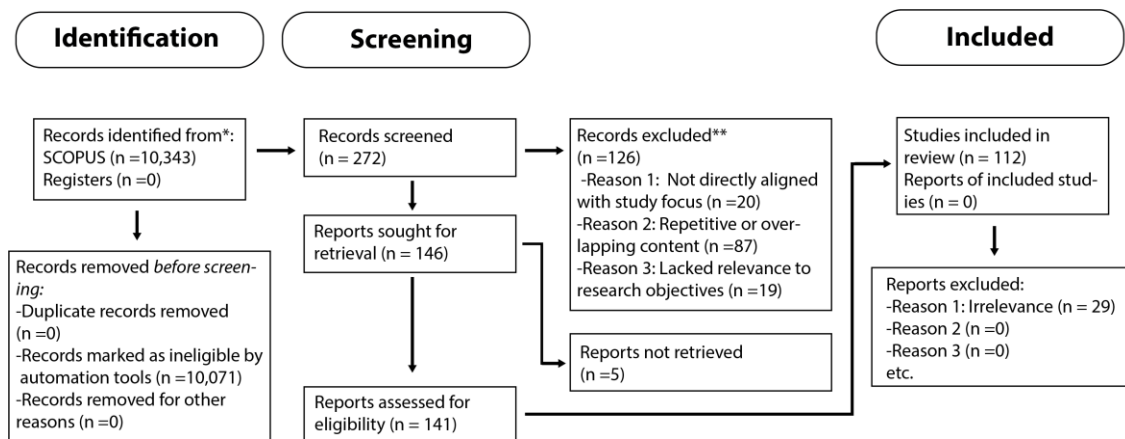 Identification
Screening
Included
Records identified from*:
SCOPUS (n =10,343)
Registers (n =0)
Records removed before screen-
ing:
-Duplicate records removed
(n =0)
-Records marked as ineligible by
automation tools (n =10,071)
-Records removed for other
reasons (n =0)
Records screened
(n = 272)
Reports sought for
retrieval (n = 146)
Reports assessed for
eligibility (n = 141)
Records excluded**
(n =126)
-Reason 1: Not directly aligned
with study focus (n =20)
-Reason 2: Repetitive or over-
lapping content (n =87)
-Reason 3: Lacked relevance to
research objectives (n =19)
Reports not retrieved
(n =5)
Studies included in
review (n = 112)
Reports of included stud-
ies (n = 0)
Reports excluded:
-Reason 1: Irrelevance (n = 29)
-Reason 2 (n =0)
-Reason 3 (n =0)
etc.